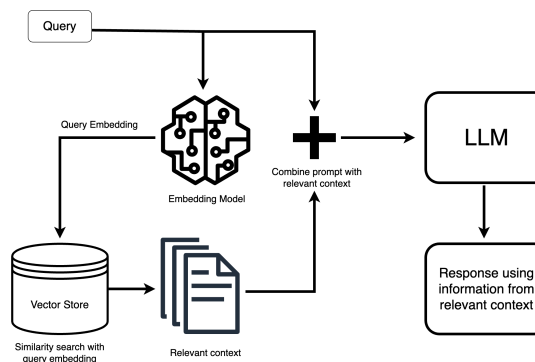 Query
Query Embedding
Embedding Model
Combine prompt with
relevant context
LLM
Vector Store
Similarity search with
query embedding
Relevant context
Response using
information from
relevant context